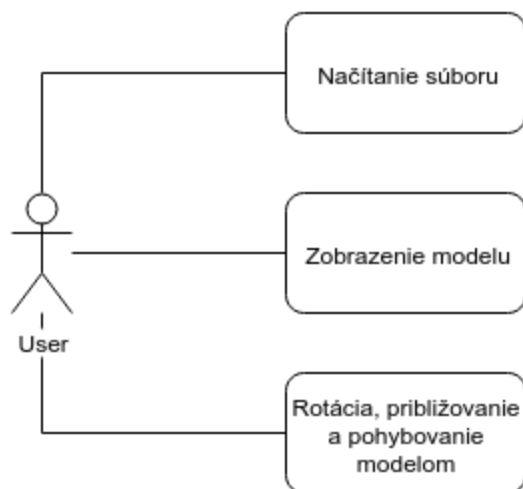 Načítanie súboru
Zobrazenie modelu
User
Rotácia, približovanie
a pohybovanie
modelom